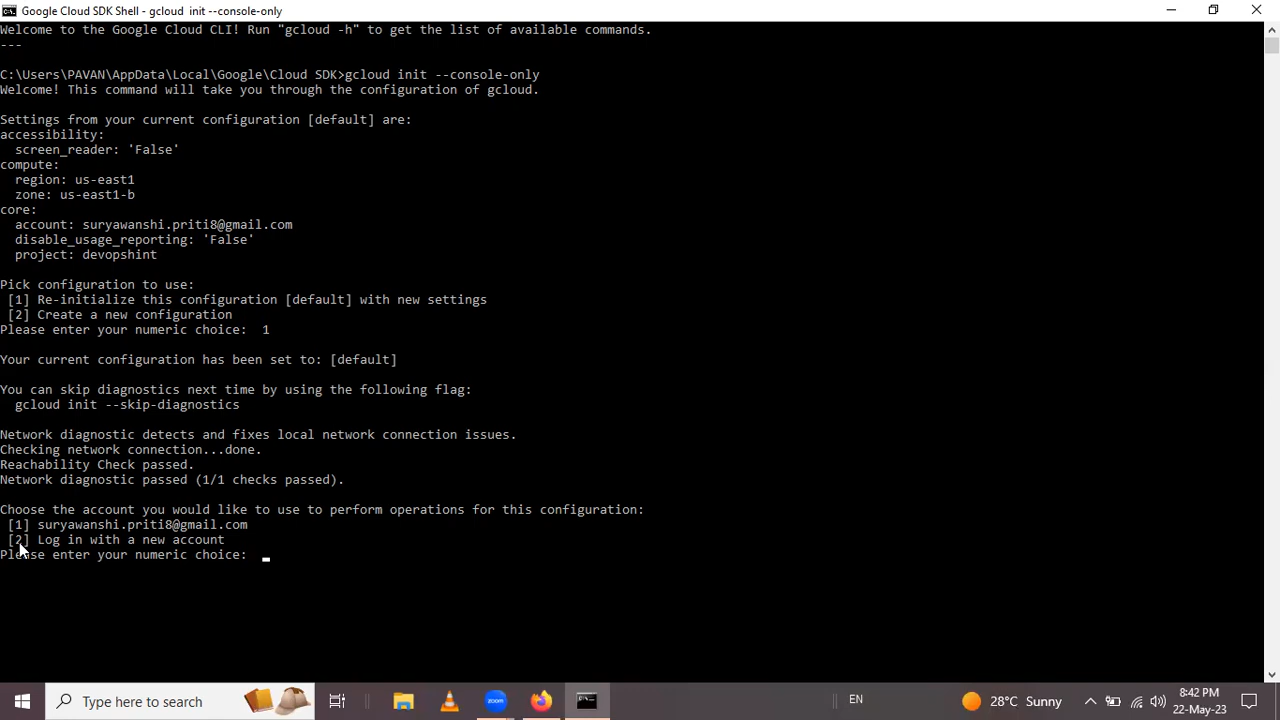 Google Cloud SDK Shell - gcloud  init --console-only
Welcome to the Google Cloud CLI! Run "gcloud -h" to get the list of available commands.
---
C:\Users\PAVAN\AppData\Local\Google\Cloud SDK>gcloud init --console-only
Welcome! This command will take you through the configuration of gcloud.
Settings from your current configuration [default] are:
accessibility:
  screen_reader: 'False'
compute:
  region: us-east1
  zone: us-east1-b
core:
  account: suryawanshi.priti8@gmail.com
  disable_usage_reporting: 'False'
  project: devopshint
Pick configuration to use:
 [1] Re-initialize this configuration [default] with new settings
 [2] Create a new configuration
Please enter your numeric choice:  1
Your current configuration has been set to: [default]
You can skip diagnostics next time by using the following flag:
  gcloud init --skip-diagnostics
Network diagnostic detects and fixes local network connection issues.
Checking network connection...done.
Reachability Check passed.
Network diagnostic passed (1/1 checks passed).
Choose the account you would like to use to perform operations for this configuration:
 [1] suryawanshi.priti8@gmail.com
 [2] Log in with a new account
Please enter your numeric choice:
Type here to search
zoom
EN
28°C Sunny
8:42 PM
22-May-23